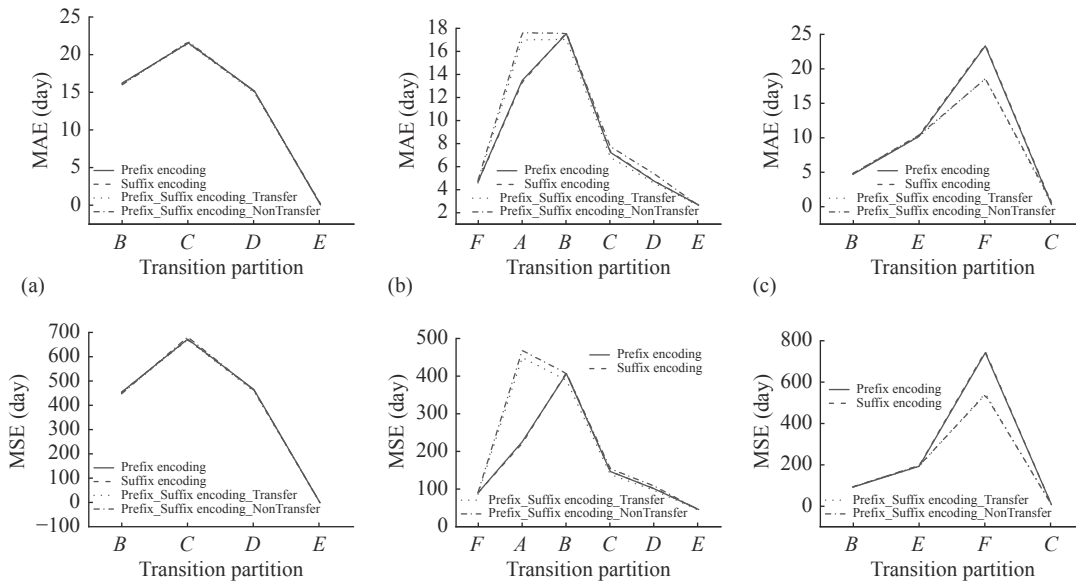 25
20
15
10
5
0
MAE (day)
Prefix encoding
Suffix encoding
Prefix_Suffix encoding_Transfer
Prefix_Suffix encoding_NonTransfer
B C D E
Transition partition
(a)
18
16
14
12
18
8
6
4
2
MAE (day)
Prefix encoding
Suffix encoding
Prefix_Suffix encoding_Transfer
Prefix_Suffix encoding_NonTransfer
F A B C D E
Transition partition
(b)
25
20
15
10
5
0
MAE (day)
Prefix encoding
Suffix encoding
Prefix_Suffix encoding_Transfer
Prefix_Suffix encoding_NonTransfer
B E F C
Transition partition
(c)
700
600
500
400
300
200
100
0
−100
MSE (day)
Prefix encoding
Suffix encoding
Prefix_Suffix encoding_Transfer
Prefix_Suffix encoding_NonTransfer
B C D E
Transition partition
500
400
300
200
100
0
MSE (day)
Prefix encoding
Suffix encoding
Prefix_Suffix encoding_Transfer
Prefix_Suffix encoding_NonTransfer
F A B C D E
Transition partition
800
600
400
200
0
MSE (day)
Prefix encoding
Suffix encoding
Prefix_Suffix encoding_Transfer
Prefix_Suffix encoding_NonTransfer
B E F C
Transition partition